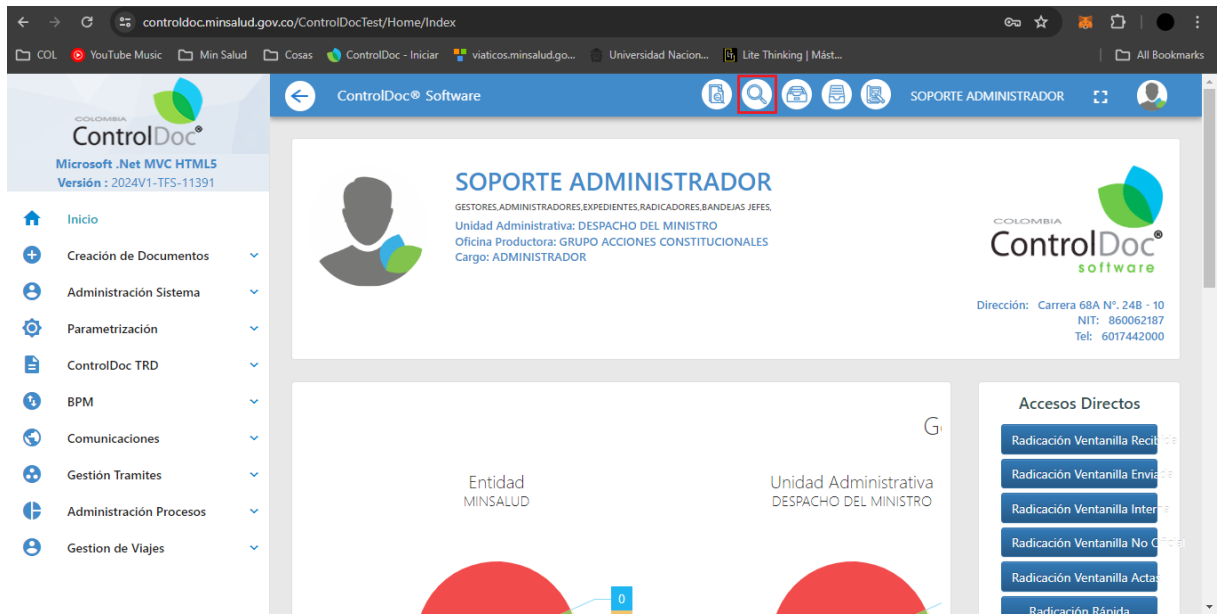 controldoc.minsalud.gov.co/ControlDocTest/Home/Index
COL
YouTube Music
Min Salud
Cosas
ControlDoc - Iniciar
viaticos.minsalud.go...
Universidad Nacion...
Lite Thinking | Mást...
All Bookmarks
COLOMBIA
ControlDoc®
Microsoft .Net MVC HTML5
Versión : 2024V1-TFS-11391
Inicio
Creación de Documentos
Administración Sistema
Parametrización
ControlDoc TRD
BPM
Comunicaciones
Gestión Tramites
Administración Procesos
Gestion de Viajes
ControlDoc® Software
SOPORTE ADMINISTRADOR
SOPORTE ADMINISTRADOR
GESTORES,ADMINISTRADORES,EXPEDIENTES,RADICADORES,BANDEJAS JEFES,
Unidad Administrativa: DESPACHO DEL MINISTRO
Oficina Productora: GRUPO ACCIONES CONSTITUCIONALES
Cargo: ADMINISTRADOR
COLOMBIA
ControlDoc®
software
Dirección: Carrera 68A Nº. 24B - 10
NIT: 860062187
Tel: 6017442000
Entidad
MINSALUD
Unidad Administrativa
DESPACHO DEL MINISTRO
0
Accesos Directos
Radicación Ventanilla Recibida
Radicación Ventanilla Enviada
Radicación Ventanilla Interna
Radicación Ventanilla No Oficial
Radicación Ventanilla Actas
Radicación Rápida